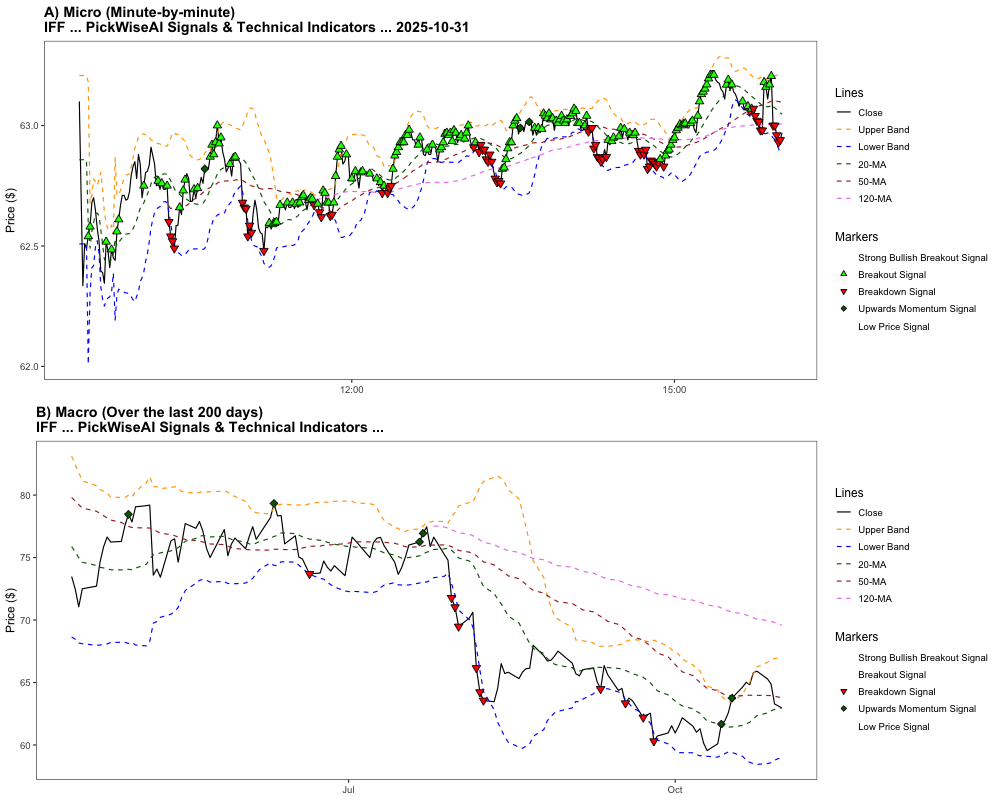 A) Micro (Minute-by-minute)
IFF ... PickWiseAI Signals & Technical Indicators ... 2025-10-31
Price ($)
63.0
62.5
62.0
12:00
15:00
Lines
Close
Upper Band
Lower Band
20-MA
50-MA
120-MA
Markers
Strong Bullish Breakout Signal
Breakout Signal
Breakdown Signal
Upwards Momentum Signal
Low Price Signal
B) Macro (Over the last 200 days)
IFF ... PickWiseAI Signals & Technical Indicators ...
Price ($)
80
75
70
65
60
Jul
Oct
Lines
Close
Upper Band
Lower Band
20-MA
50-MA
120-MA
Markers
Strong Bullish Breakout Signal
Breakout Signal
Breakdown Signal
Upwards Momentum Signal
Low Price Signal